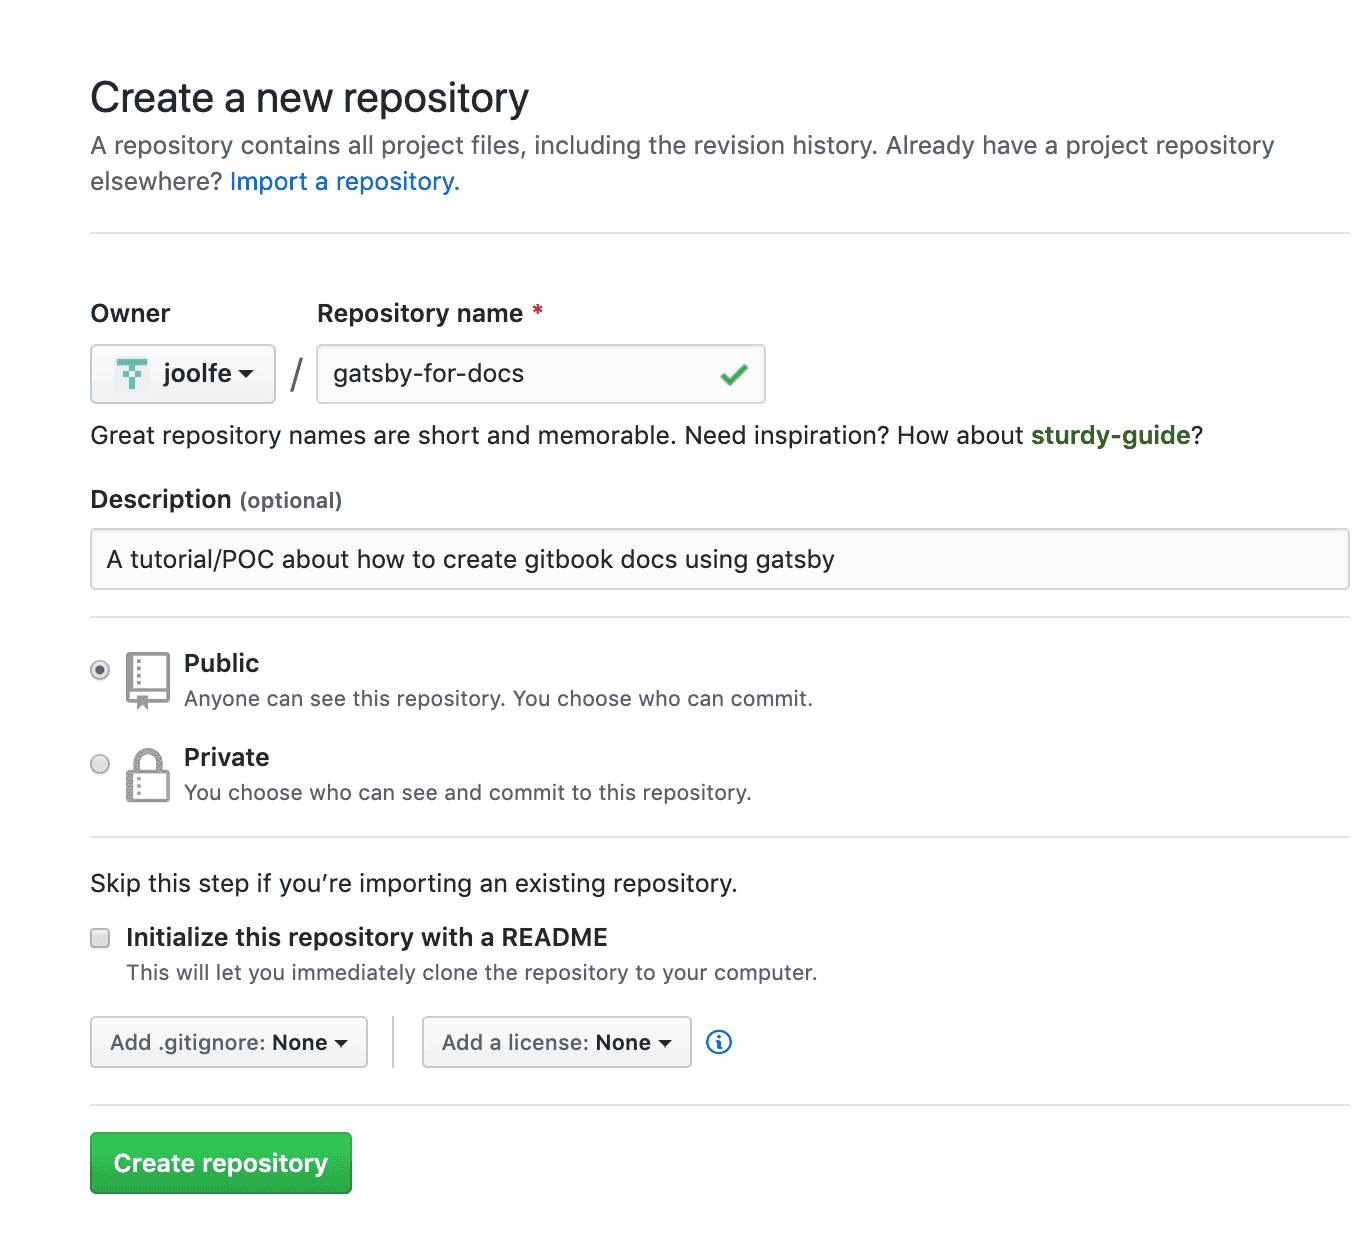 Create a new repository
A repository contains all project files, including the revision history. Already have a project repository
elsewhere? Import a repository.
Owner
Repository name *
joolfe / gatsby-for-docs
Great repository names are short and memorable. Need inspiration? How about sturdy-guide?
Description (optional)
A tutorial/POC about how to create gitbook docs using gatsby
Public
Anyone can see this repository. You choose who can commit.
Private
You choose who can see and commit to this repository.
Skip this step if you’re importing an existing repository.
Initialize this repository with a README
This will let you immediately clone the repository to your computer.
Add .gitignore: None
Add a license: None
Create repository